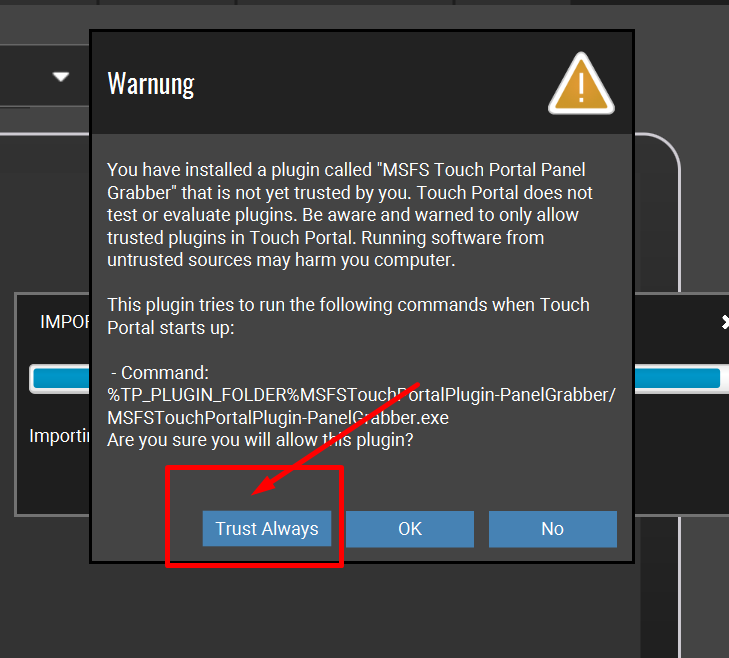 Warnung
You have installed a plugin called "MSFS Touch Portal Panel
Grabber" that is not yet trusted by you. Touch Portal does not
test or evaluate plugins. Be aware and warned to only allow
trusted plugins in Touch Portal. Running software from
untrusted sources may harm you computer.
This plugin tries to run the following commands when Touch
Portal starts up:
- Command:
%TP_PLUGIN_FOLDER%MSFSTouchPortalPlugin-PanelGrabber/
MSFSTouchPortalPlugin-PanelGrabber.exe
Are you sure you will allow this plugin?
Trust Always
OK
No